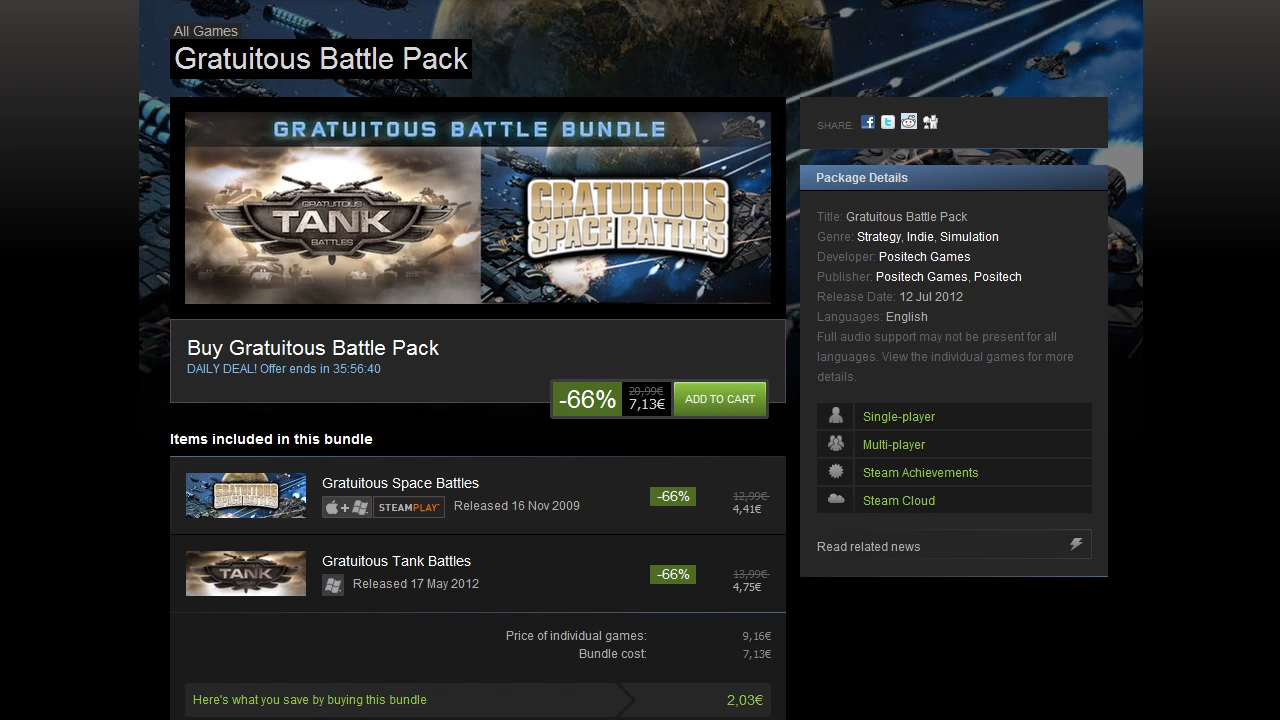 All Games
Gratuitous Battle Pack
GRATUITOUS BATTLE BUNDLE
GRATUITOUS
TANK
BATTLES
GRATUITOUS
SPACE BATTLES
Buy Gratuitous Battle Pack
DAILY DEAL! Offer ends in 35:56:40
-66%
20,99€
7,13€
ADD TO CART
Items included in this bundle
GRATUITOUS
SPACE BATTLES
Gratuitous Space Battles
STEAMPLAY™
Released 16 Nov 2009
-66%
12,99€
4,41€
TANK
Gratuitous Tank Battles
Released 17 May 2012
-66%
13,99€
4,75€
Price of individual games: 9,16€
Bundle cost: 7,13€
Here's what you save by buying this bundle 2,03€
SHARE:
Package Details
Title: Gratuitous Battle Pack
Genre: Strategy, Indie, Simulation
Developer: Positech Games
Publisher: Positech Games, Positech
Release Date: 12 Jul 2012
Languages: English
Full audio support may not be present for all
languages. View the individual games for more
details.
Single-player
Multi-player
Steam Achievements
Steam Cloud
Read related news